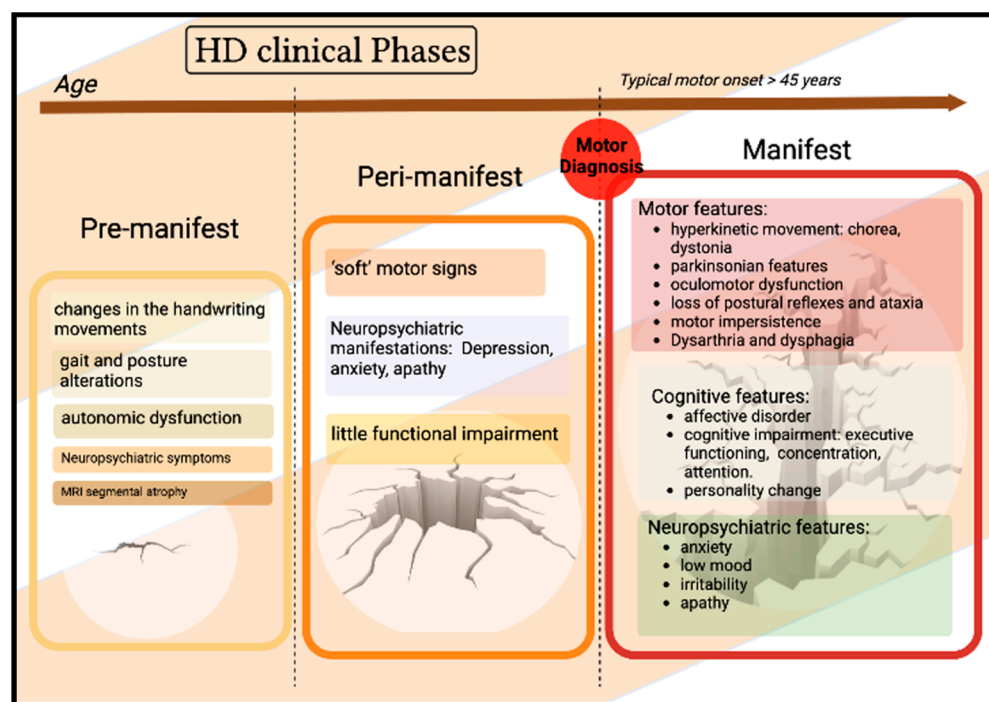 HD clinical Phases
Age
Typical motor onset > 45 years
Pre-manifest
changes in the handwriting
movements
gait and posture
alterations
autonomic dysfunction
Neuropsychiatric symptoms
MRI segmental atrophy
Peri-manifest
‘soft’ motor signs
Neuropsychiatric
manifestations: Depression,
anxiety, apathy
little functional impairment
Motor
Diagnosis
Manifest
Motor features:
• hyperkinetic movement: chorea,
dystonia
• parkinsonian features
• oculomotor dysfunction
• loss of postural reflexes and ataxia
• motor impersistence
• Dysarthria and dysphagia
Cognitive features:
• affective disorder
• cognitive impairment: executive
functioning, concentration,
attention.
• personality change
Neuropsychiatric features:
• anxiety
• low mood
• irritability
• apathy